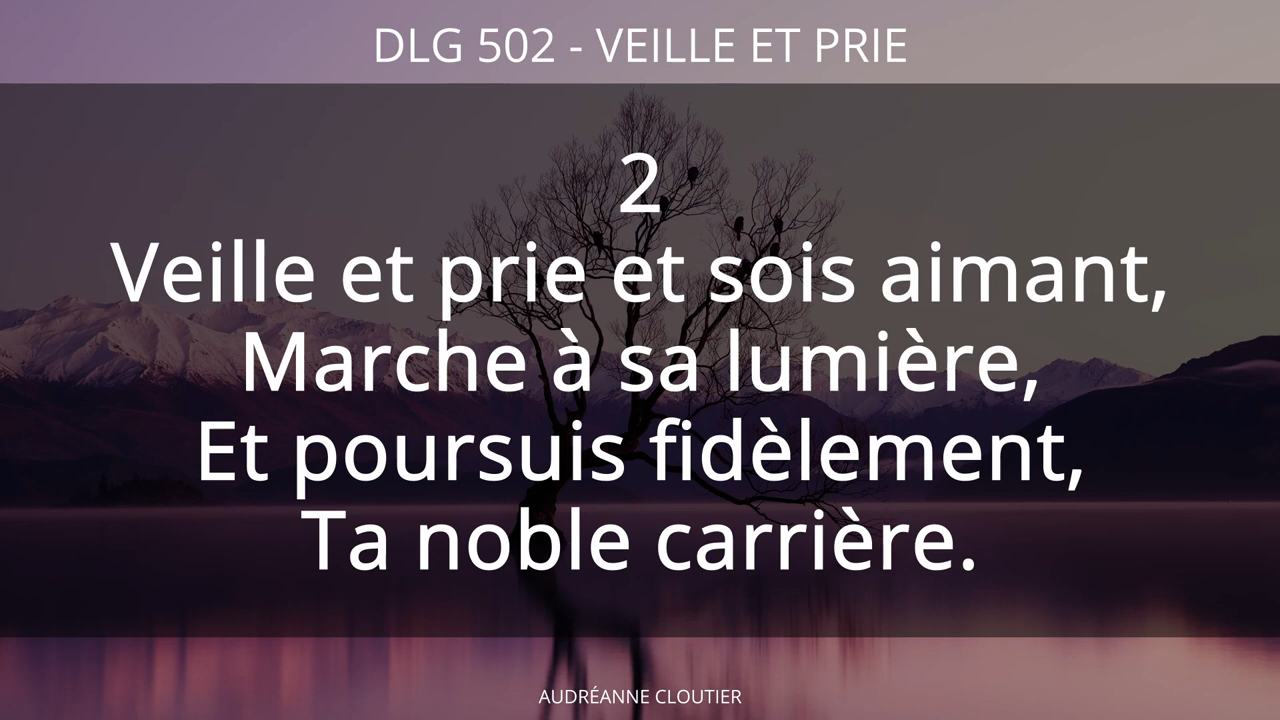 DLG 502 - VEILLE ET PRIE
2
Veille et prie et sois aimant,
Marche à sa lumière,
Et poursuis fidèlement,
Ta noble carrière.
AUDRÉANNE CLOUTIER